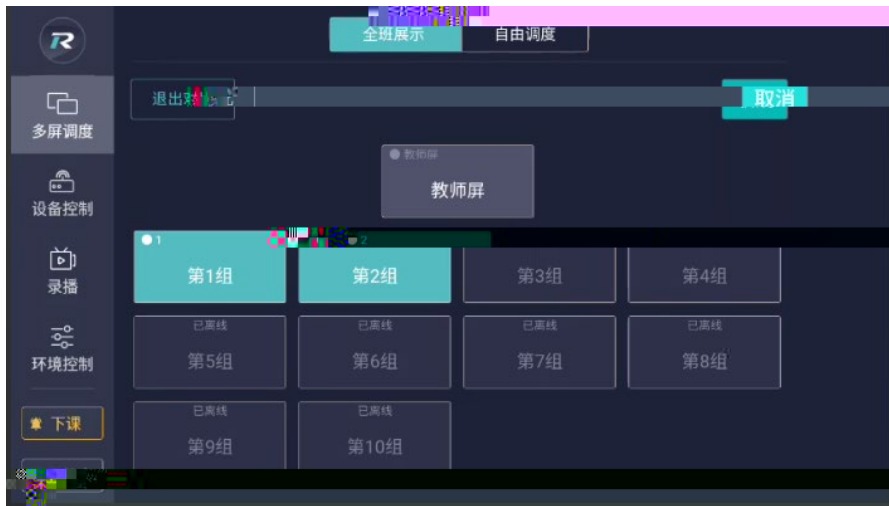 全班展示 自由调度
退出对
取消
多屏调度
教师屏
教师屏
设备控制
1 2
录播
第1组 第2组 第3组 第4组
环境控制
已离线 已离线 已离线 已离线
第5组 第6组 第7组 第8组
下课
已离线 已离线
第9组 第10组